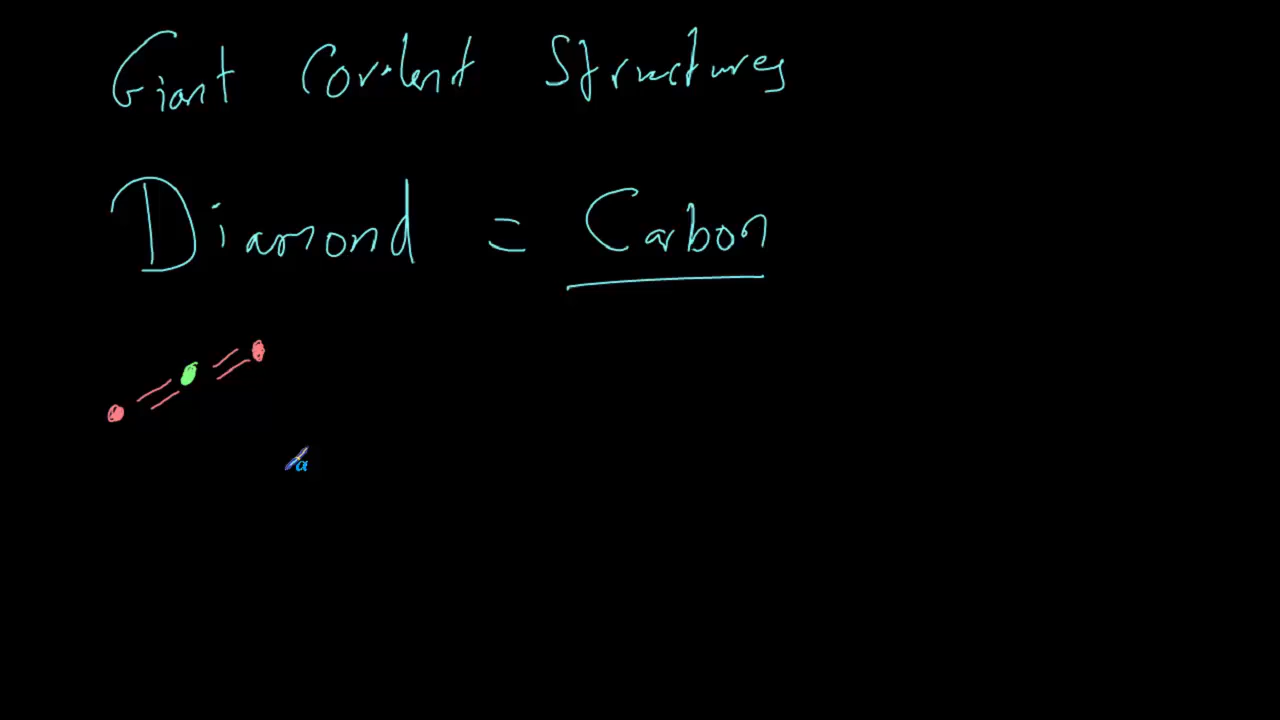 Giant Covalent Structures
Diamond = Carbon